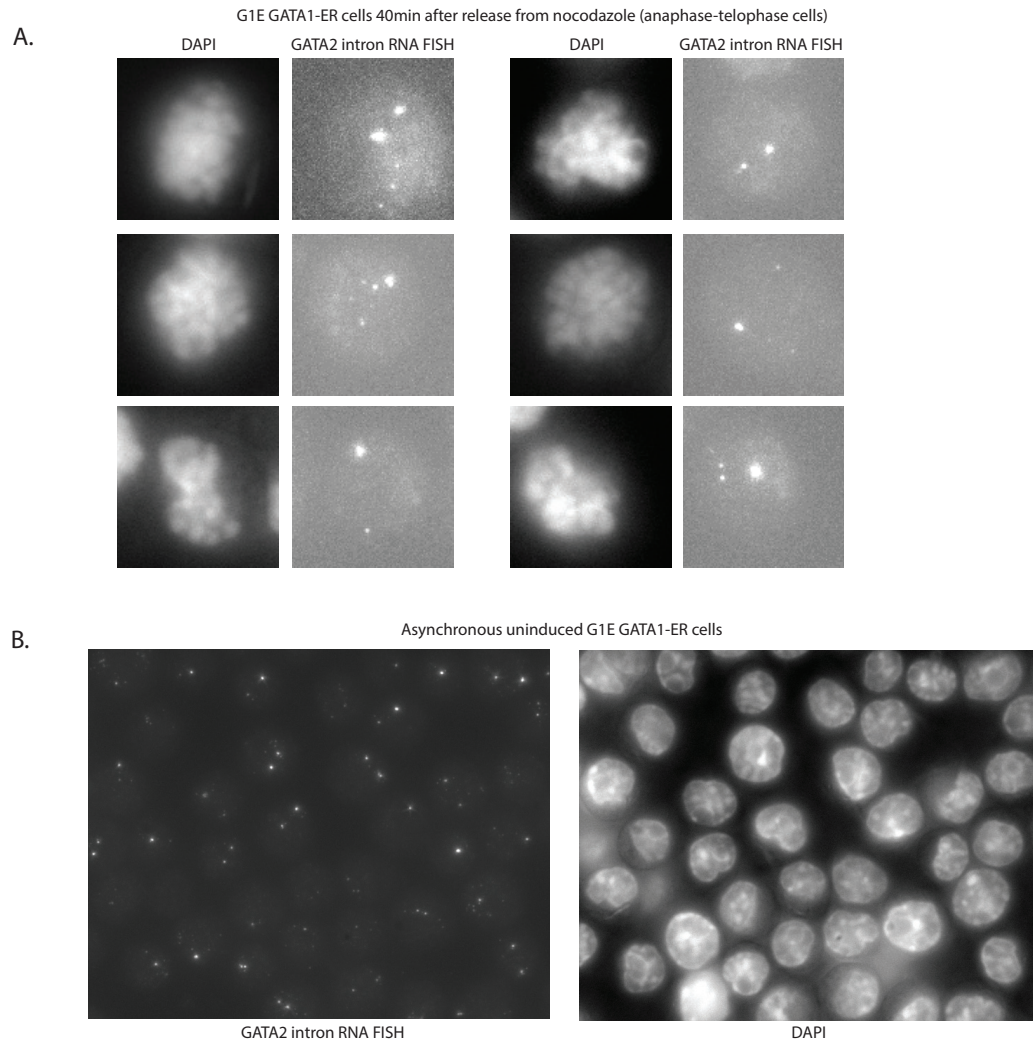 G1E GATA1-ER cells 40min after release from nocodazole (anaphase-telophase cells)
A.
DAPI GATA2 intron RNA FISH DAPI GATA2 intron RNA FISH
B.
Asynchronous uninduced G1E GATA1-ER cells
GATA2 intron RNA FISH DAPI